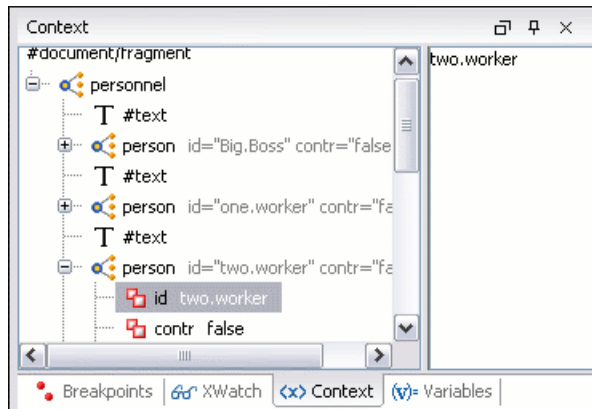 Context
#document/fragment
personnel
T #text
person id="Big.Boss" contr="false
T #text
person id="one.worker" contr="fa
T #text
person id="two.worker" contr="fa
id two.worker
contr false
two.worker
Breakpoints XWatch <x> Context (v)= Variables